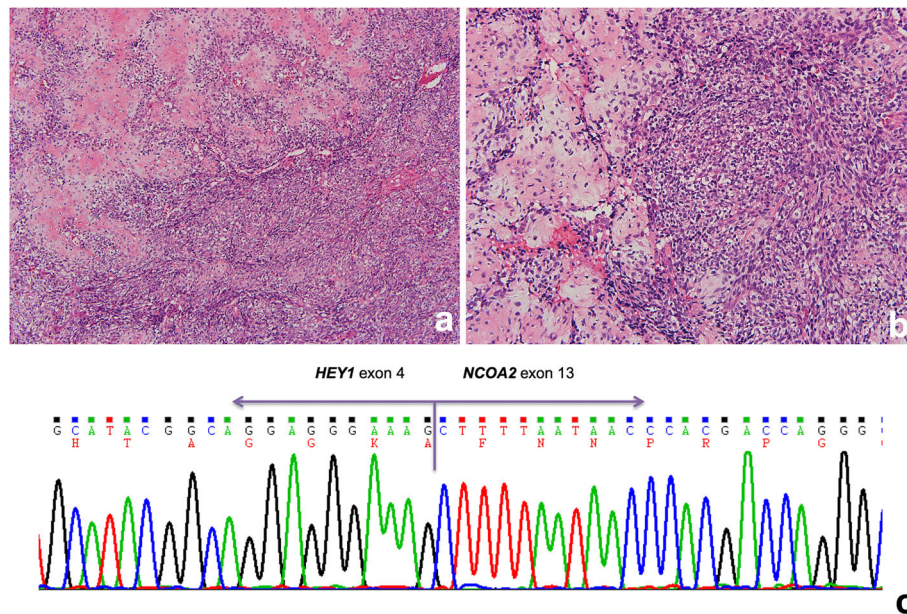 a
b
HEY1 exon 4 NCOA2 exon 13
G C A T A C G G C A G G A G G G A A A G C T T T T A A T A A C C C A C G A C C A G G G
H T A G G K A F N N P R P G
c